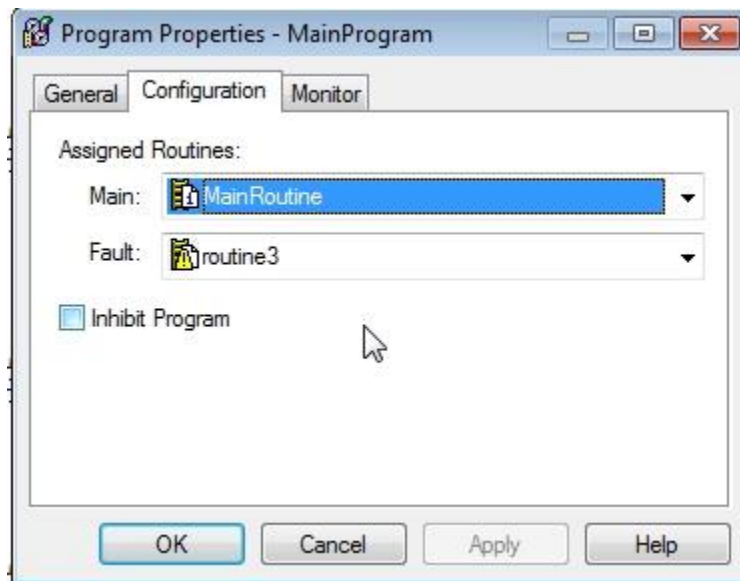 Program Properties - MainProgram
General Configuration Monitor
Assigned Routines:
Main: MainRoutine
Fault: routine3
Inhibit Program
OK Cancel Apply Help